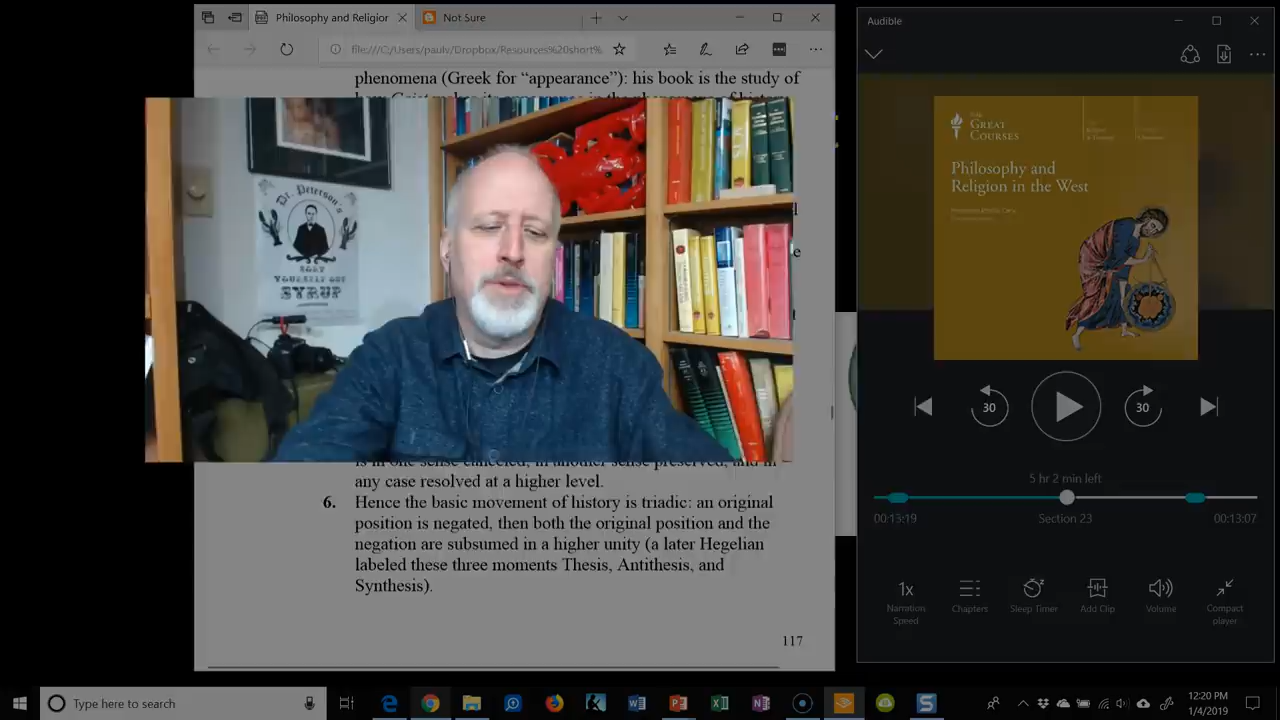 Philosophy and Religior
Not Sure
file:///C:/Users/paulv/Dropbox/Resources%20short%
phenomena (Greek for “appearance”): his book is the study of
any case resolved at a higher level.
6. Hence the basic movement of history is triadic: an original
position is negated, then both the original position and the
negation are subsumed in a higher unity (a later Hegelian
labeled these three moments Thesis, Antithesis, and
Synthesis).
117
Dr. Peterson's
SYRUP
Audible
THE
GREAT
COURSES
Philosophy and
Religion in the West
30
30
5 hr 2 min left
00:13:19
Section 23
00:13:07
1x
Narration
Speed
Chapters
Sleep Timer
Add Clip
Volume
Compact
player
Type here to search
12:20 PM
1/4/2019